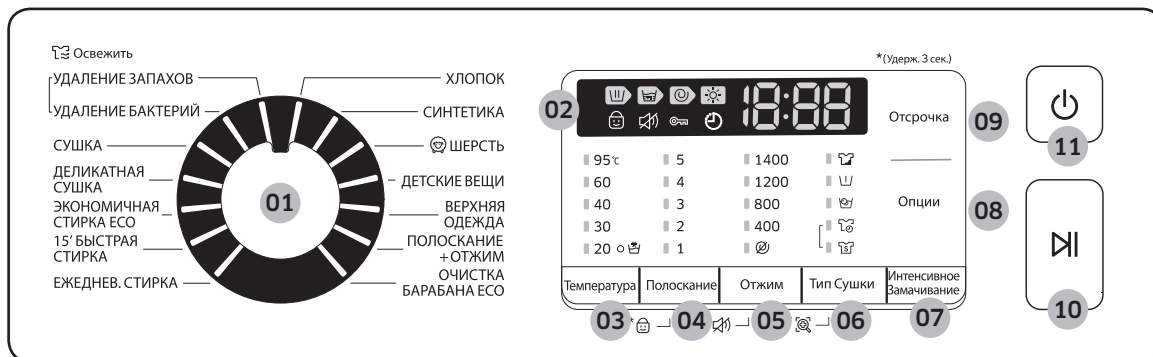 Освежить
УДАЛЕНИЕ ЗАПАХОВ
УДАЛЕНИЕ БАКТЕРИЙ
СУШКА
ДЕЛИКАТНАЯ
СУШКА
ЭКОНОМИЧНАЯ
СТИРКА ECO
15' БЫСТРАЯ
СТИРКА
ЕЖЕДНЕВ. СТИРКА
01
ХЛОПОК
СИНТЕТИКА
ШЕРСТЬ
ДЕТСКИЕ ВЕЩИ
ВЕРХНЯЯ
ОДЕЖДА
ПОЛОСКАНИЕ
+ ОТЖИМ
ОЧИСТКА
БАРАБАНА ECO
*(Удерж. 3 сек.)
02
18:88
95℃ 5 1400
60 4 1200
40 3 800
30 2 400
20 1
Температура Полоскание Отжим Тип Сушки Интенсивное
Замачивание
03 * 04 05 06 07
Отсрочка 09
Опции 08
11
10